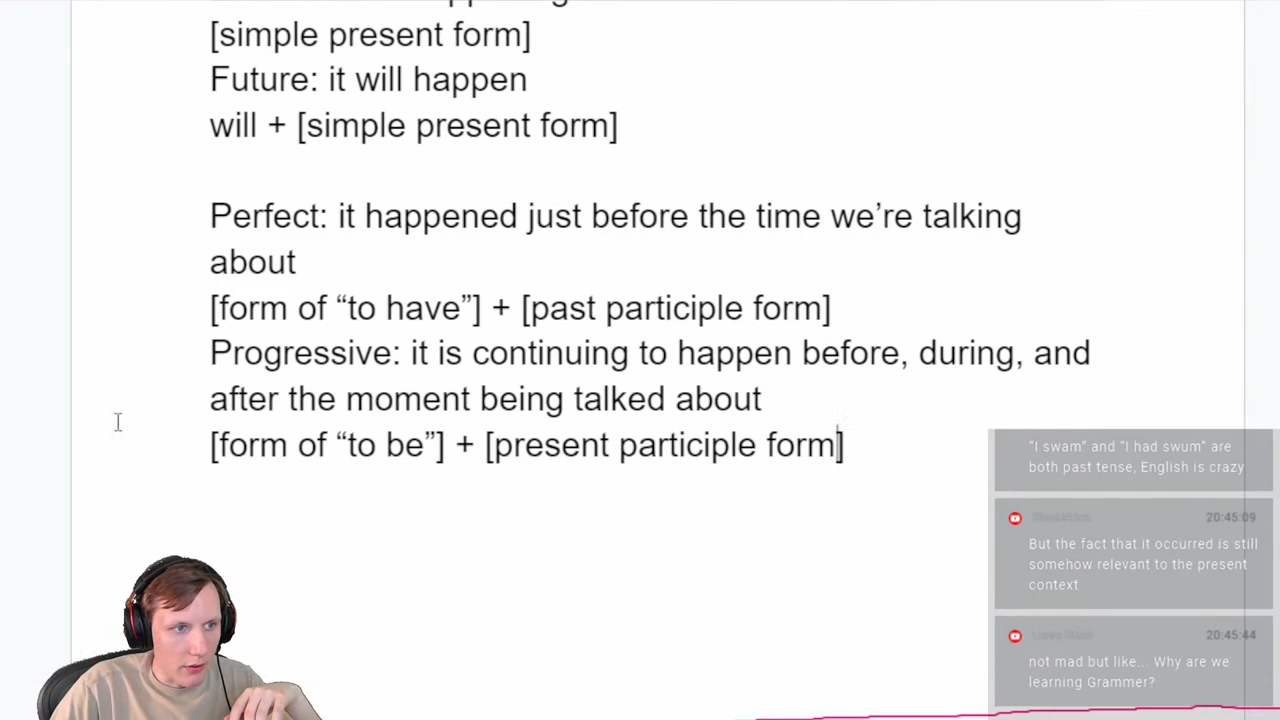 [simple present form]
Future: it will happen
will + [simple present form]
Perfect: it happened just before the time we’re talking
about
[form of “to have”] + [past participle form]
Progressive: it is continuing to happen before, during, and
after the moment being talked about
[form of “to be”] + [present participle form]
"I swam” and “I had swum” are
both past tense, English is crazy
20:45:09
But the fact that it occurred is still
somehow relevant to the present
context
20:45:44
not mad but like... Why are we
learning Grammer?